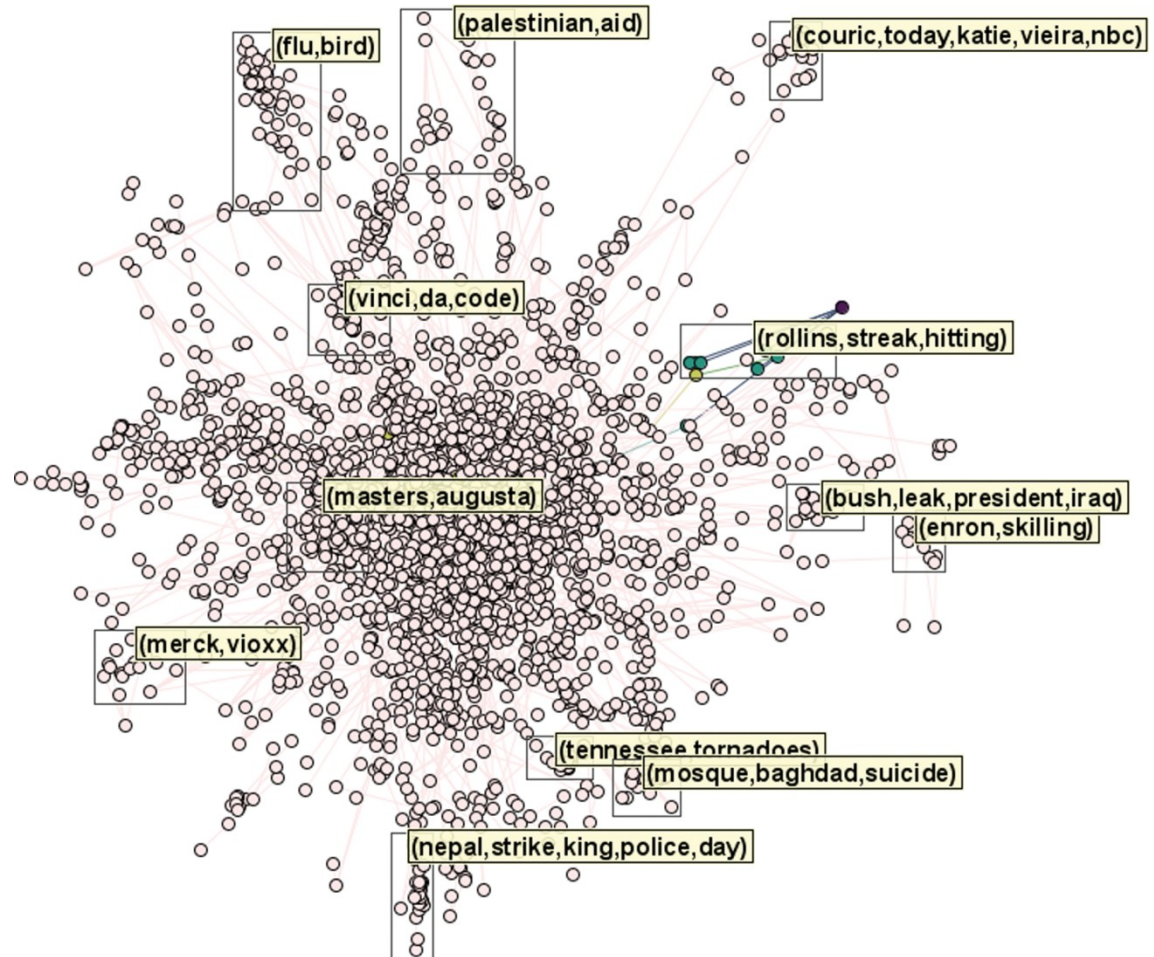 (palestinian,aid)
(flu,bird)
(couric,today,katie,vieira,nbc)
(vinci,da,code)
(rollins,streak,hitting)
(masters,augusta)
(bush,leak,president,iraq)
(enron,skilling)
(merck,vioxx)
(tennessee,tornadoes)
(mosque,baghdad,suicide)
(nepal,strike,king,police,day)